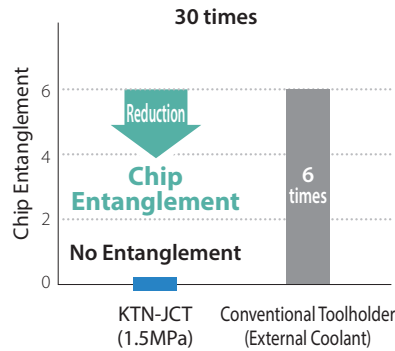 30 times
Chip Entanglement
6
4
2
0
Reduction
Chip
Entanglement
No Entanglement
6
times
KTN-JCT
(1.5MPa)
Conventional Toolholder
(External Coolant)